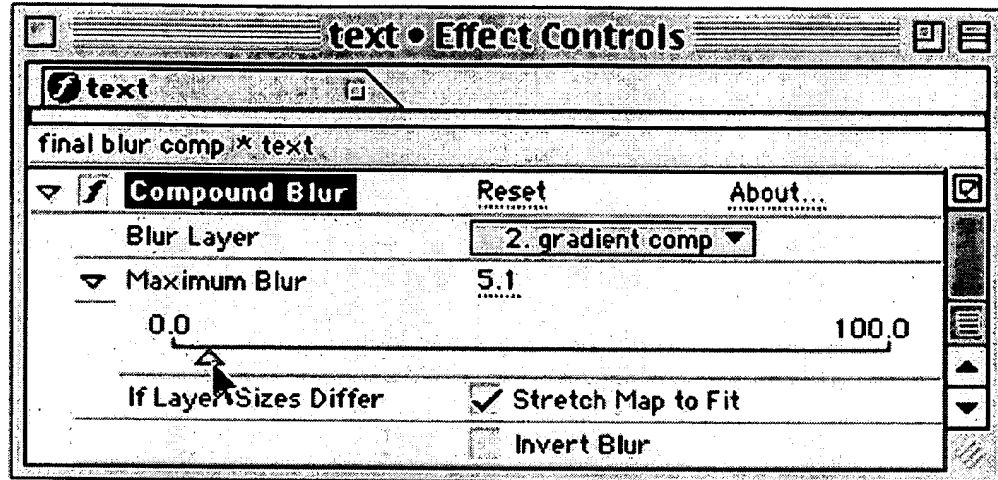 text • Effect Controls
text
final blur comp * text
Compound Blur Reset About...
Blur Layer 2. gradient comp
Maximum Blur 5.1
0.0 100.0
If Layer Sizes Differ Stretch Map to Fit
Invert Blur